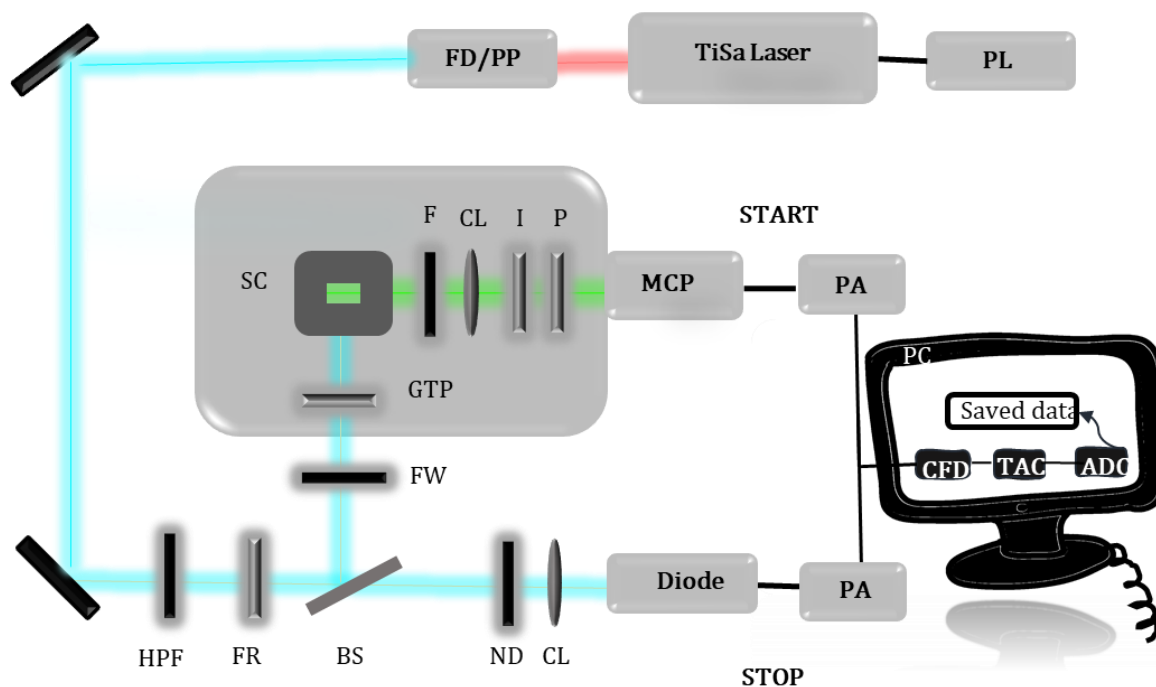 FD/PP
TiSa Laser
PL
F
CL
I
P
START
SC
MCP
PA
PC
GTP
Saved data
FW
CFD
TAC
ADC
Diode
PA
HPF
FR
BS
ND
CL
STOP